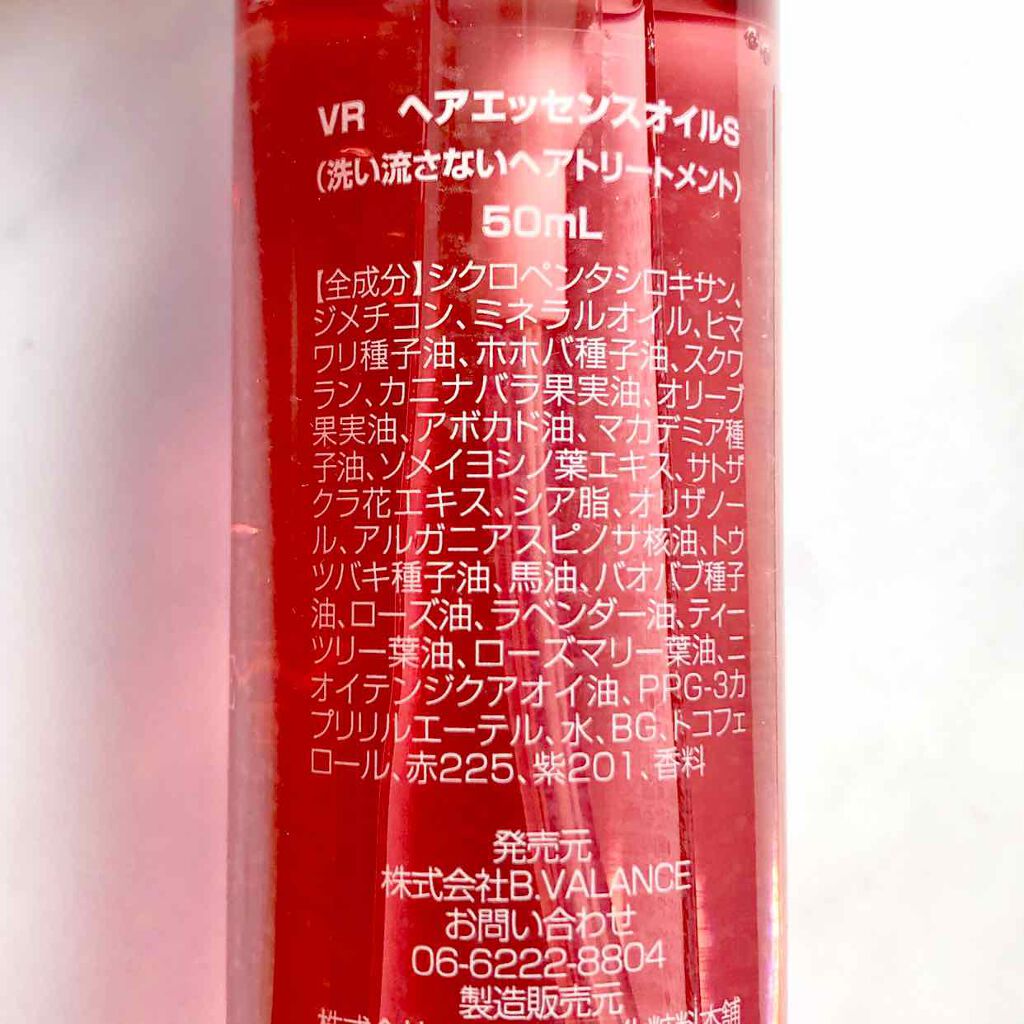 VR ヘアエッセンスオイルS
(洗い流さないヘアトリートメント)
50mL
【全成分】シクロペンタシロキサン、
ジメチコン、ミネラルオイル、ヒマ
ワリ種子油、ホホバ種子油、スクワ
ラン、カニナバラ果実油、オリーブ
果実油、アボカド油、マカデミア種
子油、ソメイヨシノ葉エキス、サトザ
クラ花エキス、シア脂、オリザノー
ル、アルガニアスピノサ核油、トウ
ツバキ種子油、馬油、バオバブ種子
油、ローズ油、ラベンダー油、ティー
ツリー葉油、ローズマリー葉油、ニ
オイテンジクアオイ油、PPG-3カ
プリリルエーテル、水、BG、トコフェ
ロール、赤225、紫201、香料
発売元
株式会社B.VALANCE
お問い合わせ
06-6222-8804
製造販売元